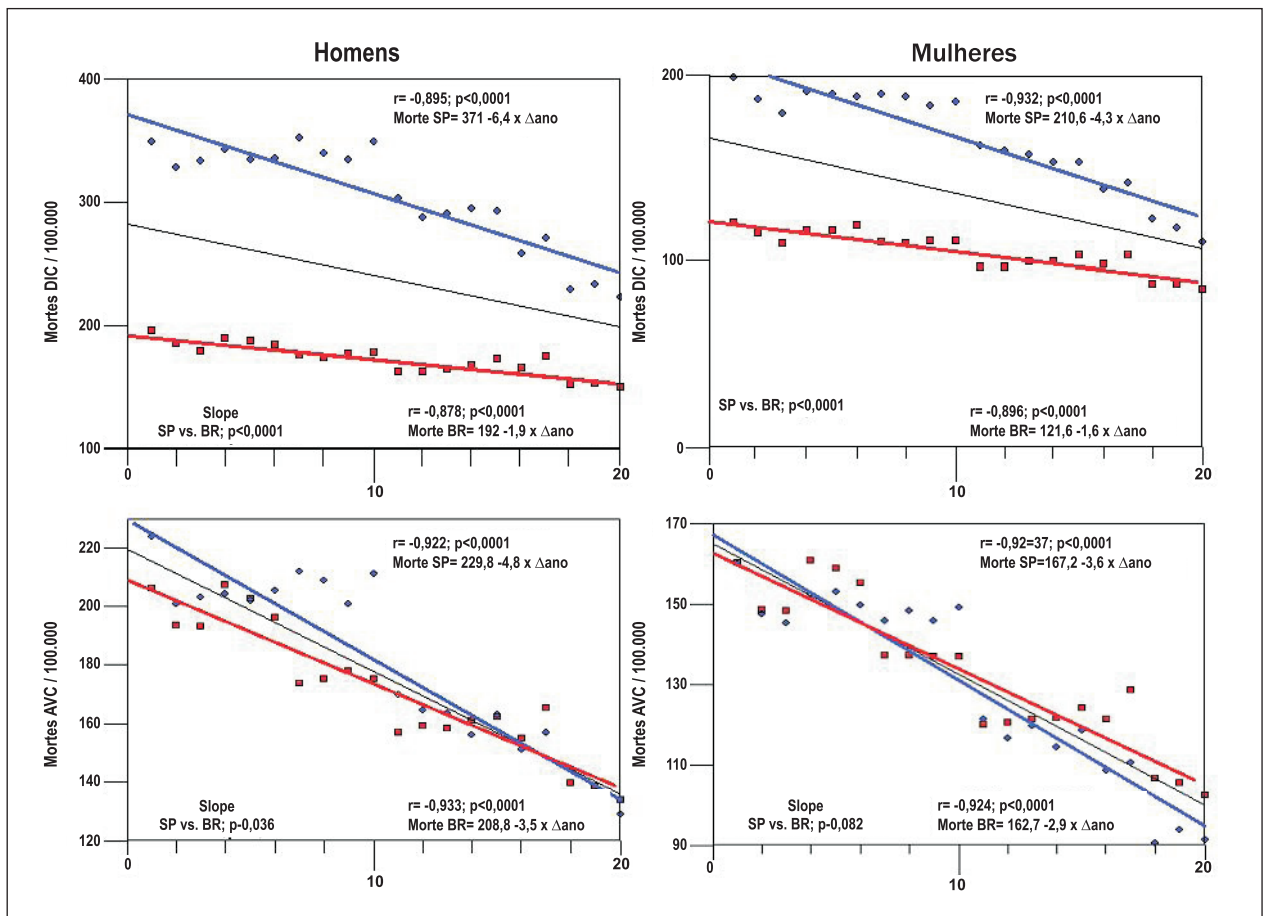 Homens
Mulheres
400
300
200
100
Mortes DIC / 100.000
r= -0,895; p<0,0001
Morte SP= 371 -6,4 x Δano
Slope
SP vs. BR; p<0,0001
r= -0,878; p<0,0001
Morte BR= 192 -1,9 x Δano
0
10
20
200
100
0
Mortes DIC / 100.000
r= -0,932; p<0,0001
Morte SP= 210,6 -4,3 x Δano
SP vs. BR; p<0,0001
r= -0,896; p<0,0001
Morte BR= 121,6 -1,6 x Δano
0
10
20
220
200
180
160
140
120
Mortes AVC / 100.000
r= -0,922; p<0,0001
Morte SP= 229,8 -4,8 x Δano
Slope
SP vs. BR; p-0,036
r= -0,933; p<0,0001
Morte BR= 208,8 -3,5 x Δano
0
10
20
170
150
130
110
90
Mortes AVC / 100.000
r= -0,92=37; p<0,0001
Morte SP=167,2 -3,6 x Δano
Slope
SP vs. BR; p-0,082
r= -0,924; p<0,0001
Morte BR= 162,7 -2,9 x Δano
0
10
20